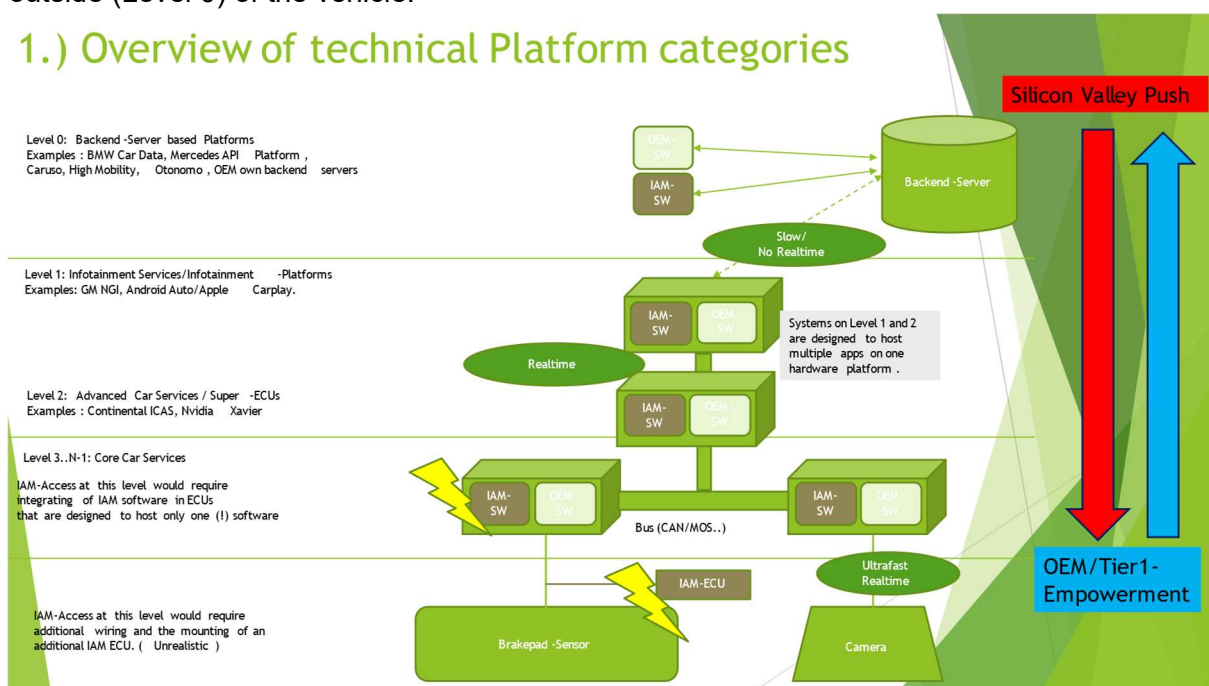 outside (Level 0) of the vehicle.
1.) Overview of technical Platform categories
Silicon Valley Push
Level 0: Backend -Server based Platforms
Examples : BMW Car Data, Mercedes API Platform ,
Caruso, High Mobility, Otonomo , OEM own backend servers
OEM-
SW
IAM-
SW
Backend -Server
Slow/
No Realtime
Level 1: Infotainment Services/Infotainment -Platforms
Examples: GM NGI, Android Auto/Apple Carplay.
IAM-
SW
OEM-
SW
Systems on Level 1 and 2
are designed to host
multiple apps on one
hardware platform .
Realtime
Level 2: Advanced Car Services / Super -ECUs
Examples : Continental ICAS, Nvidia Xavier
IAM-
SW
OEM-
SW
Level 3..N-1: Core Car Services
IAM-Access at this level would require
integrating of IAM software in ECUs
that are designed to host only one (!) software
IAM-
SW
OEM-
SW
IAM-
SW
OEM-
SW
Bus (CAN/MOS..)
Ultrafast
Realtime
OEM/Tier1-
Empowerment
IAM-ECU
IAM-Access at this level would require
additional wiring and the mounting of an
additional IAM ECU. ( Unrealistic )
Brakepad -Sensor
Camera